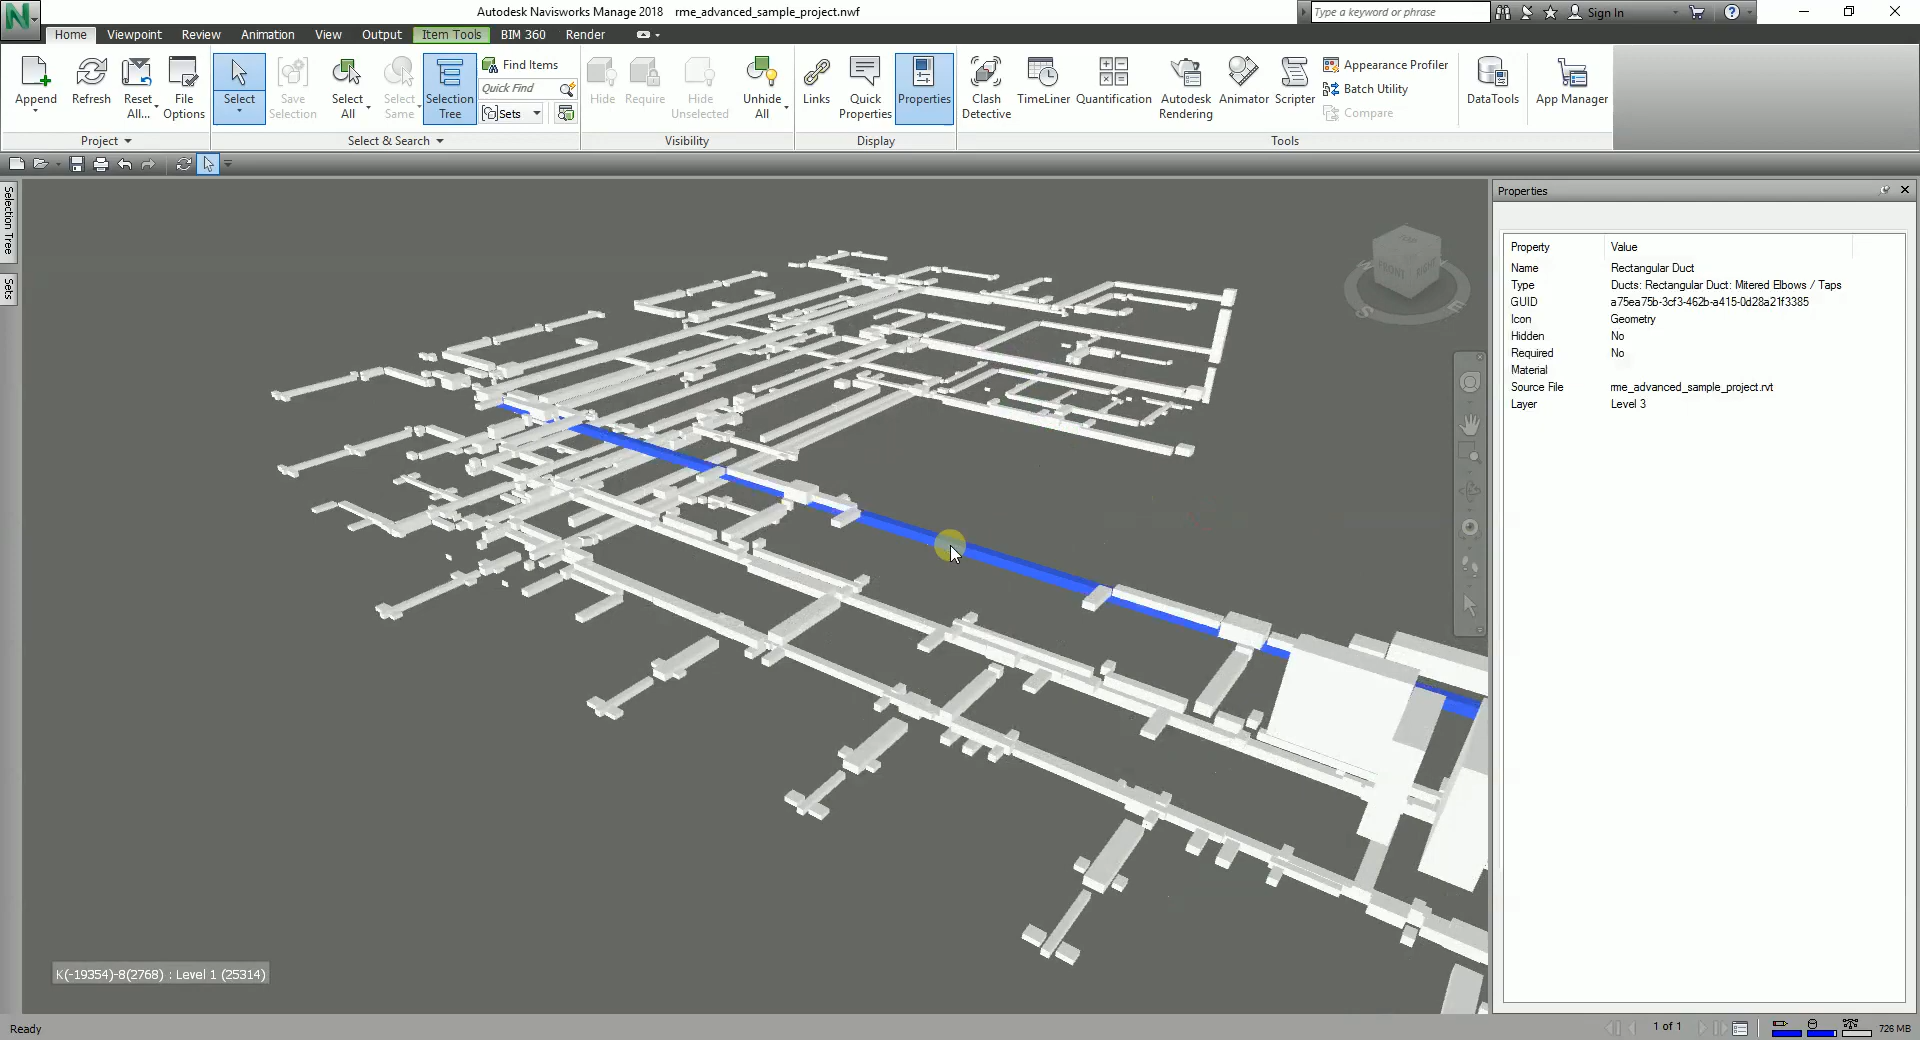 Autodesk Navisworks Manage 2018 rme_advanced_sample_project.nwf
Type a keyword or phrase
Sign In
Home Viewpoint Review Animation View Output Item Tools BIM 360 Render
Append
Refresh
Reset All...
File Options
Project
Select
Save Selection
Select All
Select Same
Selection Tree
Find Items
Quick Find
Sets
Select & Search
Hide
Require
Hide Unselected
Unhide All
Visibility
Links
Quick Properties
Properties
Display
Clash Detective
TimeLiner
Quantification
Autodesk Rendering
Animator
Scripter
Appearance Profiler
Batch Utility
Compare
Tools
DataTools
App Manager
Selection Tree
Sets
FRONT
RIGHT
S
E
Properties
Property Value
Name Rectangular Duct
Type Ducts: Rectangular Duct: Mitered Elbows / Taps
GUID a75ea75b-3cf3-462b-a415-0d28a21f3385
Icon Geometry
Hidden No
Required No
Material
Source File rme_advanced_sample_project.rvt
Layer Level 3
K(-19354)-8(2768) : Level 1 (25314)
Ready
1 of 1
726 MB